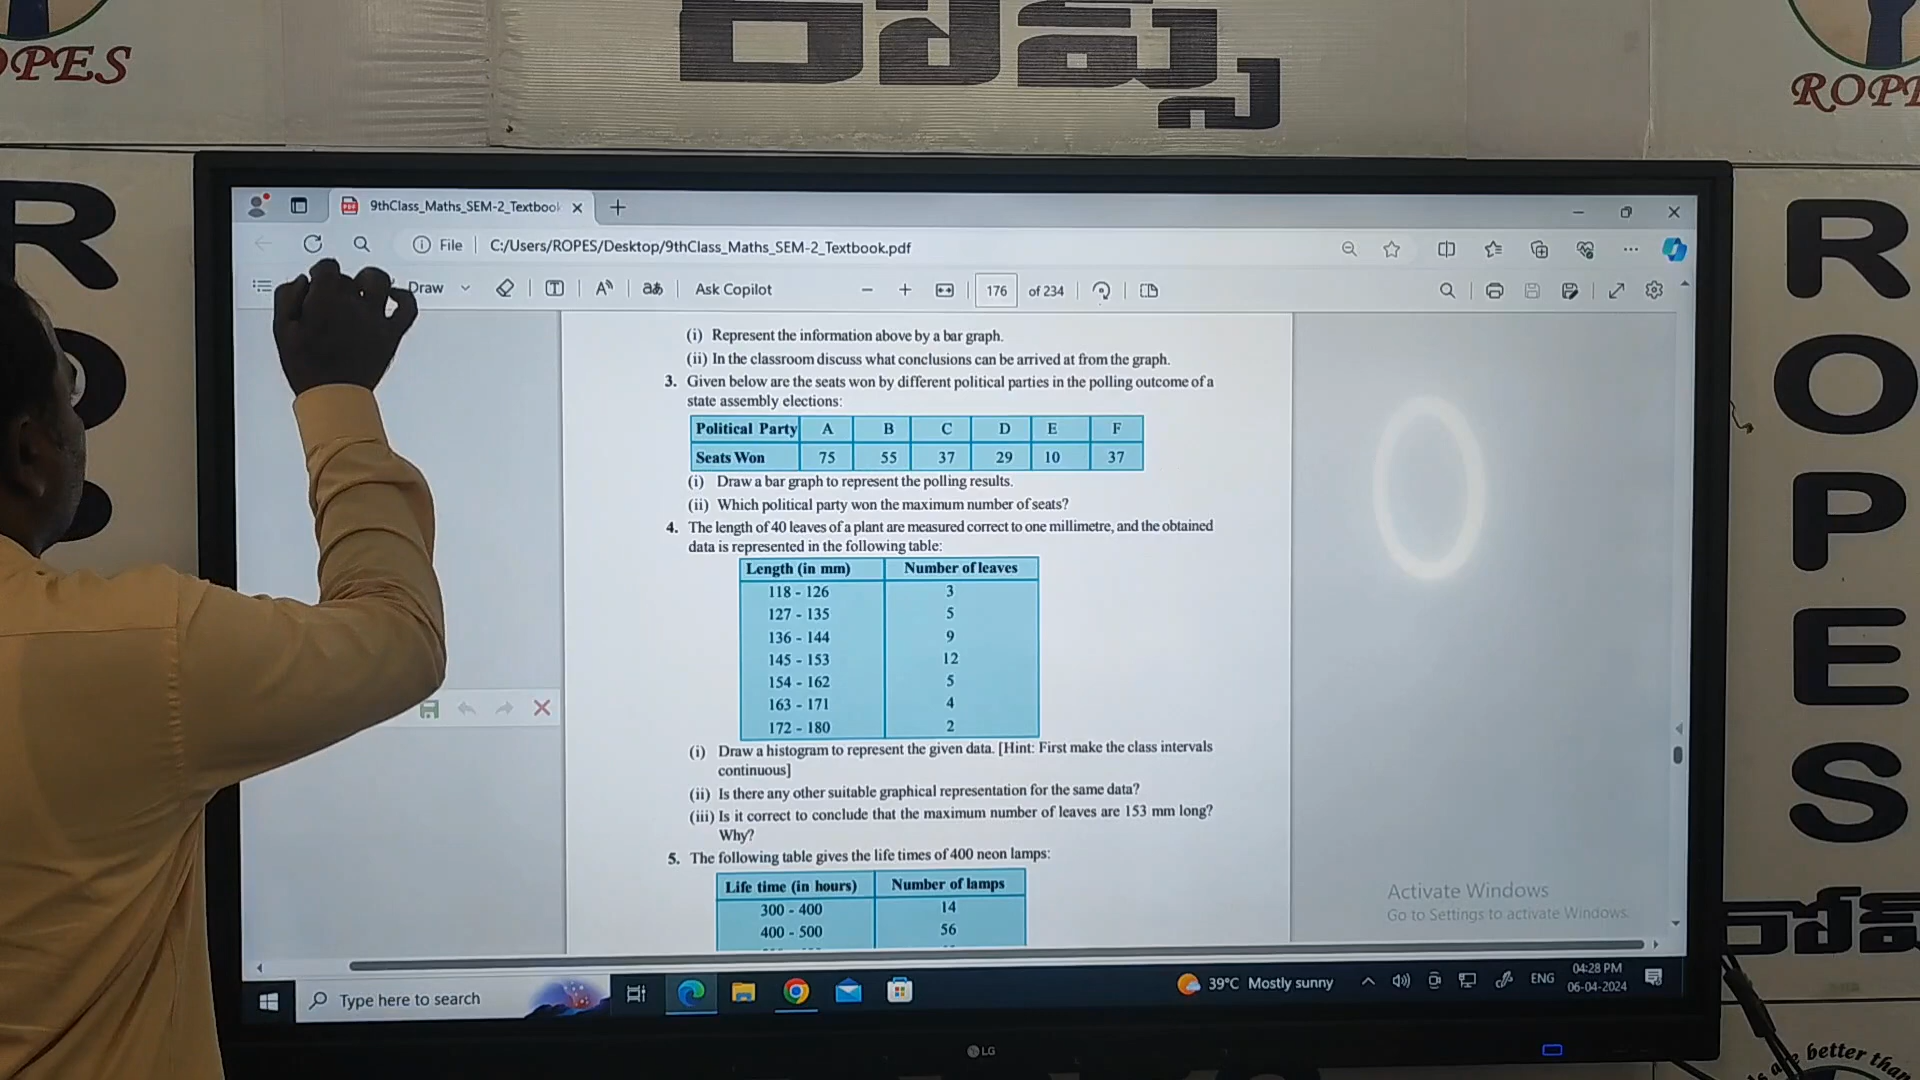 OPES
రోప్స
ROPE
R
O
P
9thClass_Maths_SEM-2_Textbook
File
C:/Users/ROPES/Desktop/9thClass_Maths_SEM-2_Textbook.pdf
Draw
Ask Copilot
176 of 234
(i) Represent the information above by a bar graph.
(ii) In the classroom discuss what conclusions can be arrived at from the graph.
3. Given below are the seats won by different political parties in the polling outcome of a
state assembly elections:
Political Party A B C D E F
Seats Won 75 55 37 29 10 37
(i) Draw a bar graph to represent the polling results.
(ii) Which political party won the maximum number of seats?
4. The length of 40 leaves of a plant are measured correct to one millimetre, and the obtained
data is represented in the following table:
Length (in mm) Number of leaves
118 - 126 3
127 - 135 5
136 - 144 9
145 - 153 12
154 - 162 5
163 - 171 4
172 - 180 2
(i) Draw a histogram to represent the given data. [Hint: First make the class intervals
continuous]
(ii) Is there any other suitable graphical representation for the same data?
(iii) Is it correct to conclude that the maximum number of leaves are 153 mm long?
Why?
5. The following table gives the life times of 400 neon lamps:
Life time (in hours) Number of lamps
300 - 400 14
400 - 500 56
Activate Windows
Go to Settings to activate Windows.
Type here to search
39°C Mostly sunny
ENG
04:28 PM
06-04-2024
LG
R
O
P
E
S
better than